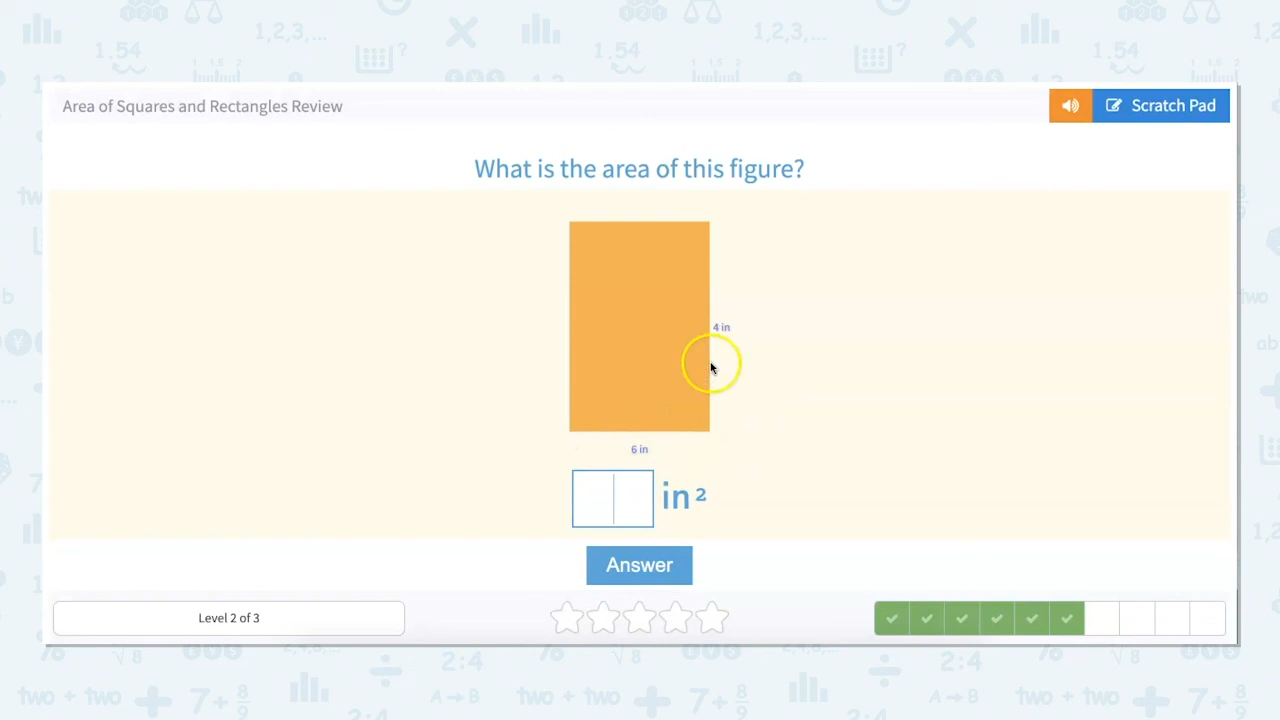 Area of Squares and Rectangles Review
Scratch Pad
What is the area of this figure?
4 in
6 in
in²
Answer
Level 2 of 3